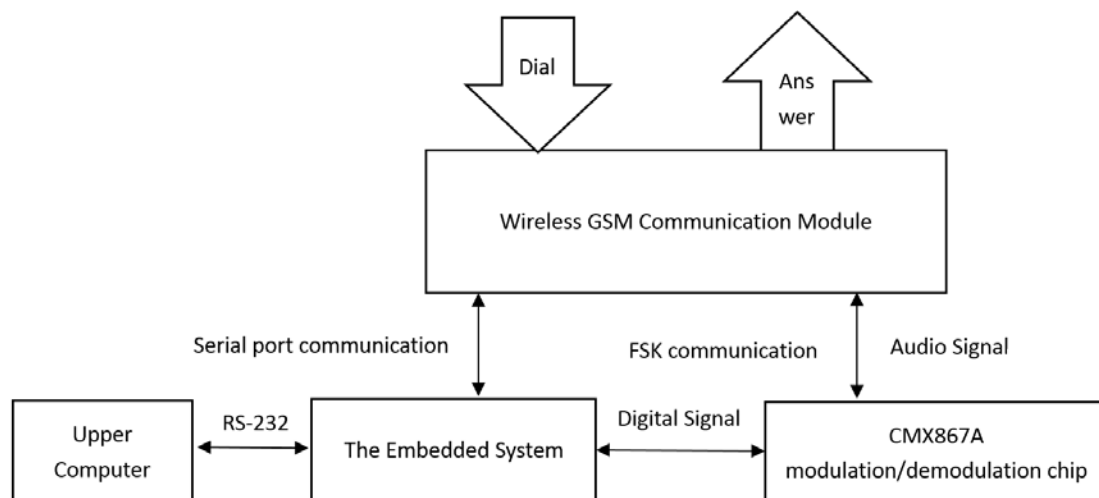 Dial
Ans
wer
Wireless GSM Communication Module
Serial port communication
FSK communication
Audio Signal
Upper
Computer
RS-232
The Embedded System
Digital Signal
CMX867A
modulation/demodulation chip